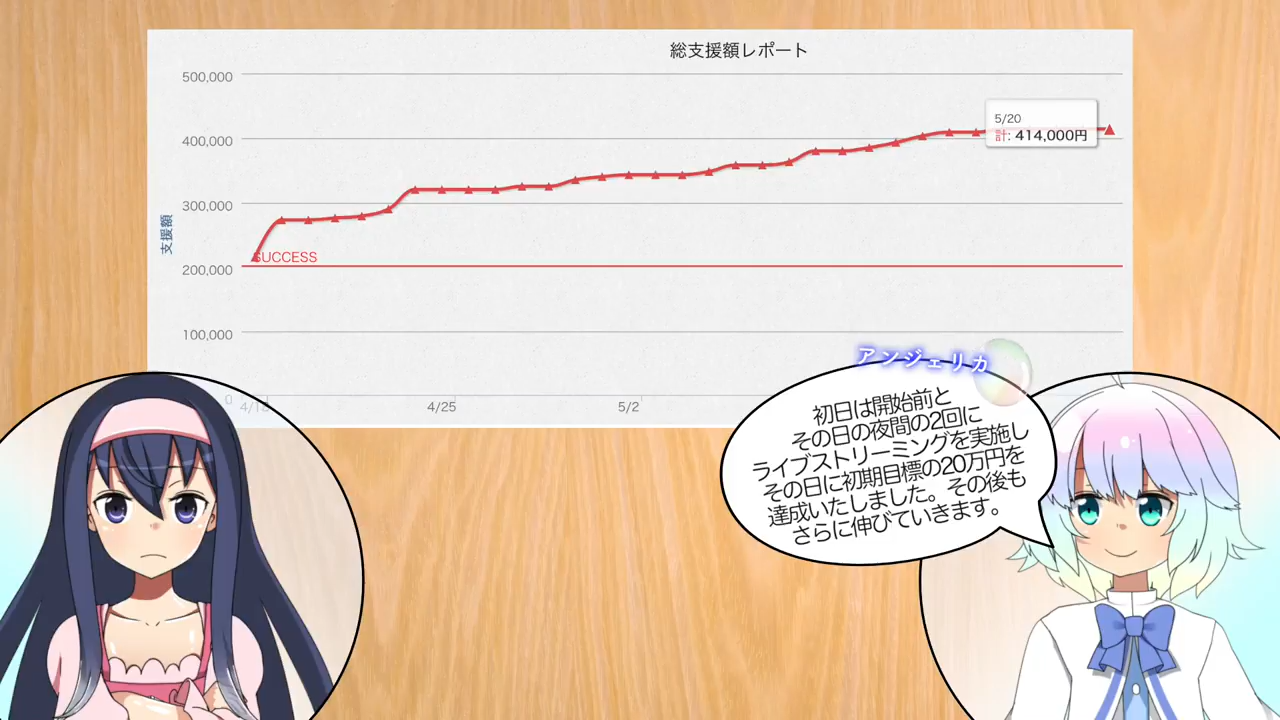 総支援額レポート
500,000
400,000
300,000
200,000
100,000
0
支援額
SUCCESS
5/20
計: 414,000円
4/18
4/25
5/2
アンジェリカ
初日は開始前と
その日の夜間の2回に
ライブストリーミングを実施し
その日に初期目標の20万円を
達成いたしました。その後も
さらに伸びていきます。